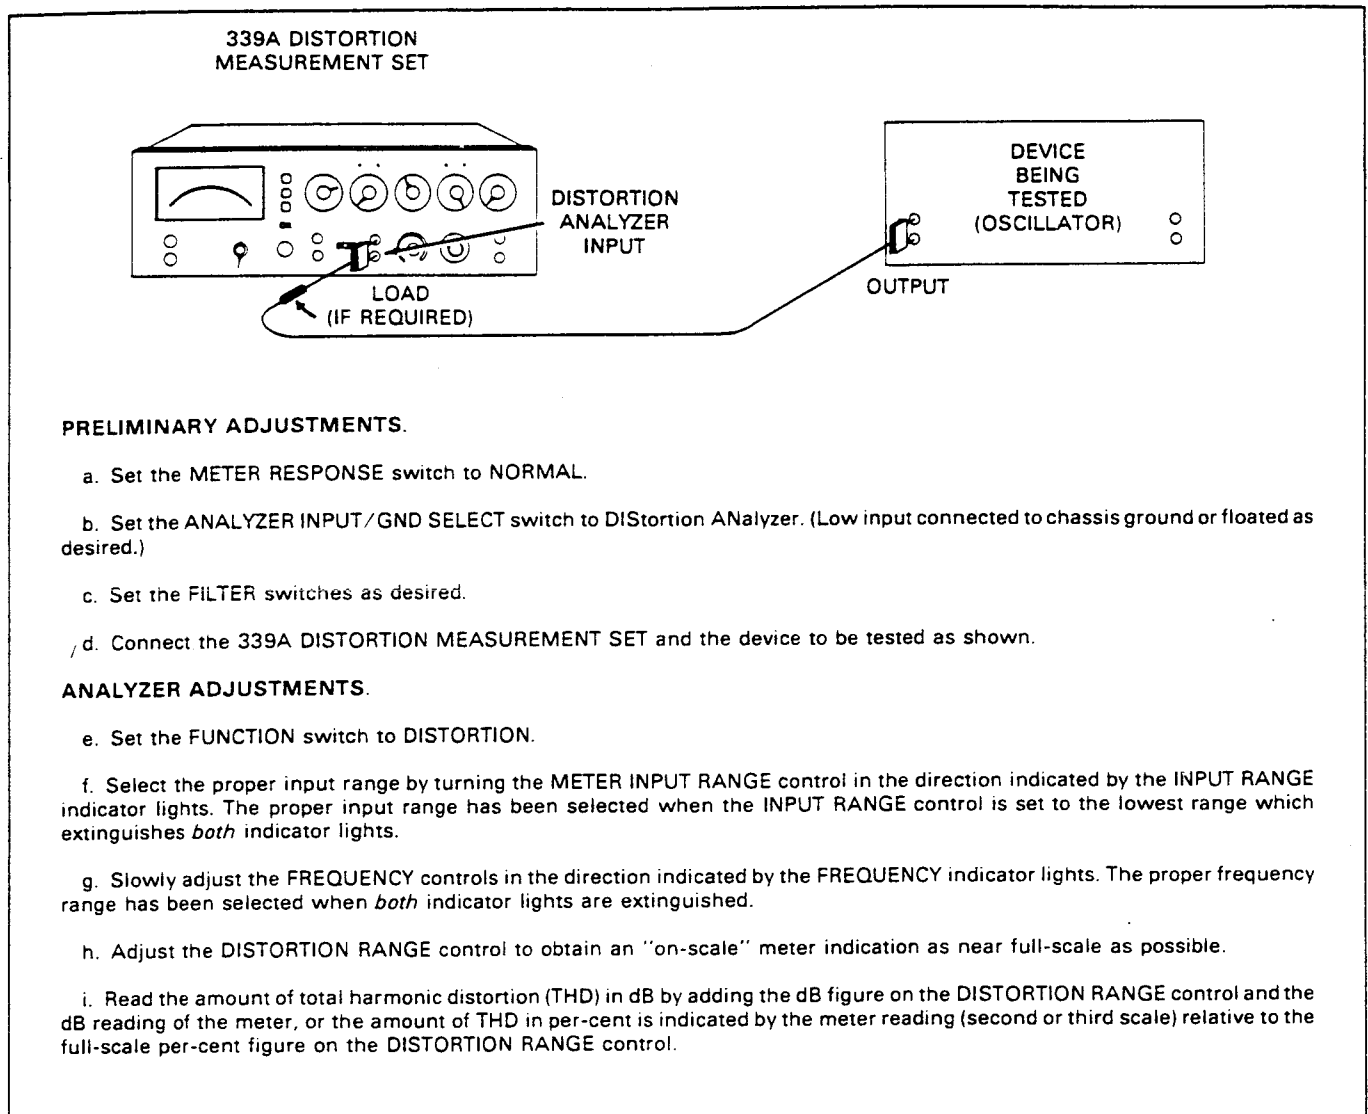 339A DISTORTION
MEASUREMENT SET
DISTORTION
ANALYZER
INPUT
LOAD
(IF REQUIRED)
DEVICE
BEING
TESTED
(OSCILLATOR)
OUTPUT
PRELIMINARY ADJUSTMENTS.
a. Set the METER RESPONSE switch to NORMAL.
b. Set the ANALYZER INPUT/GND SELECT switch to DIStortion ANalyzer. (Low input connected to chassis ground or floated as
desired.)
c. Set the FILTER switches as desired.
d. Connect the 339A DISTORTION MEASUREMENT SET and the device to be tested as shown.
ANALYZER ADJUSTMENTS.
e. Set the FUNCTION switch to DISTORTION.
f. Select the proper input range by turning the METER INPUT RANGE control in the direction indicated by the INPUT RANGE
indicator lights. The proper input range has been selected when the INPUT RANGE control is set to the lowest range which
extinguishes both indicator lights.
g. Slowly adjust the FREQUENCY controls in the direction indicated by the FREQUENCY indicator lights. The proper frequency
range has been selected when both indicator lights are extinguished.
h. Adjust the DISTORTION RANGE control to obtain an "on-scale" meter indication as near full-scale as possible.
i. Read the amount of total harmonic distortion (THD) in dB by adding the dB figure on the DISTORTION RANGE control and the
dB reading of the meter, or the amount of THD in per-cent is indicated by the meter reading (second or third scale) relative to the
full-scale per-cent figure on the DISTORTION RANGE control.